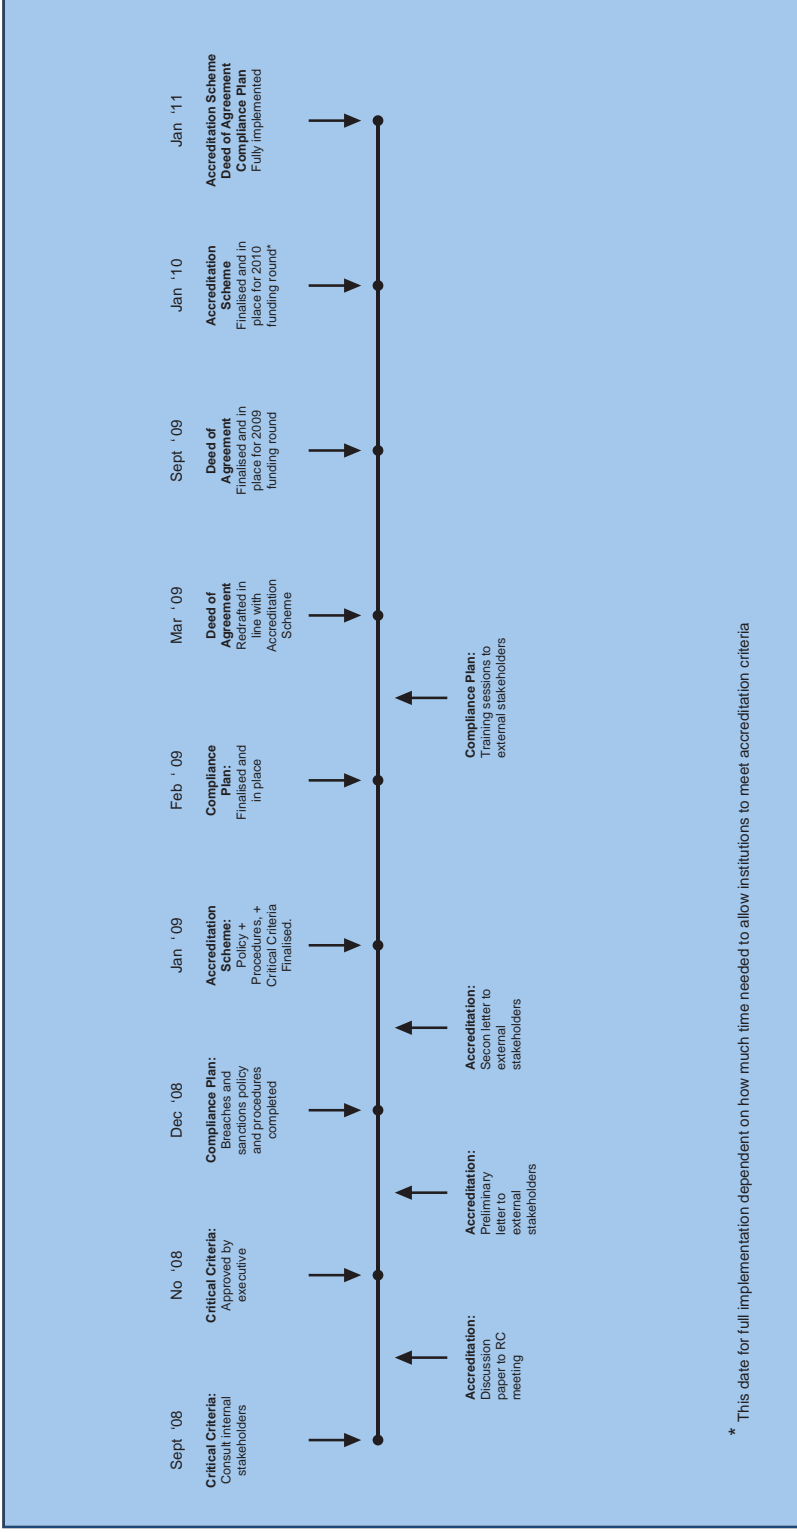 Sept '08
Critical Criteria:
Consult internal
stakeholders
Accreditation:
Discussion
paper to RC
meeting
No '08
Critical Criteria:
Approved by
executive
Accreditation:
Preliminary
letter to
external
stakeholders
Dec '08
Compliance Plan:
Breaches and
sanctions policy
and procedures
completed
Accreditation:
Secon letter to
external
stakeholders
Jan ' 09
Accreditation
Scheme:
Policy +
Procedures, +
Critical Criteria
Finalised.
Feb ' 09
Compliance
Plan:
Finalised and
in place
Compliance Plan:
Training sessions to
external stakeholders
Mar ' 09
Deed of
Agreement
Redrafted in
line with
Accreditation
Scheme
Sept ' 09
Deed of
Agreement
Finalised and in
place for 2009
funding round
Jan '10
Accreditation
Scheme
Finalised and in
place for 2010
funding round*
Jan '11
Accreditation Scheme
Deed of Agreement
Compliance Plan
Fully implemented
* This date for full implementation dependent on how much time needed to allow institutions to meet accreditation criteria